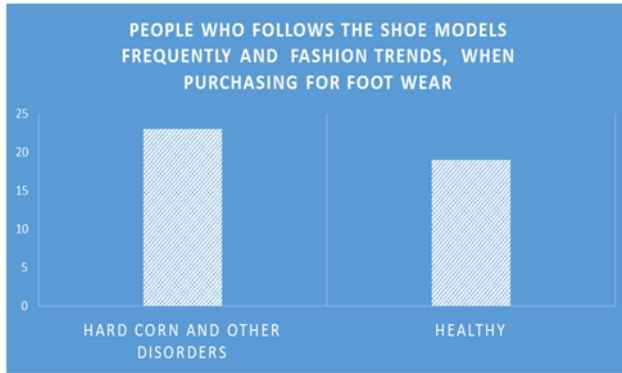 PEOPLE WHO FOLLOWS THE SHOE MODELS
FREQUENTLY AND FASHION TRENDS, WHEN
PURCHASING FOR FOOT WEAR
25
20
15
10
5
0
HARD CORN AND OTHER
DISORDERS
HEALTHY